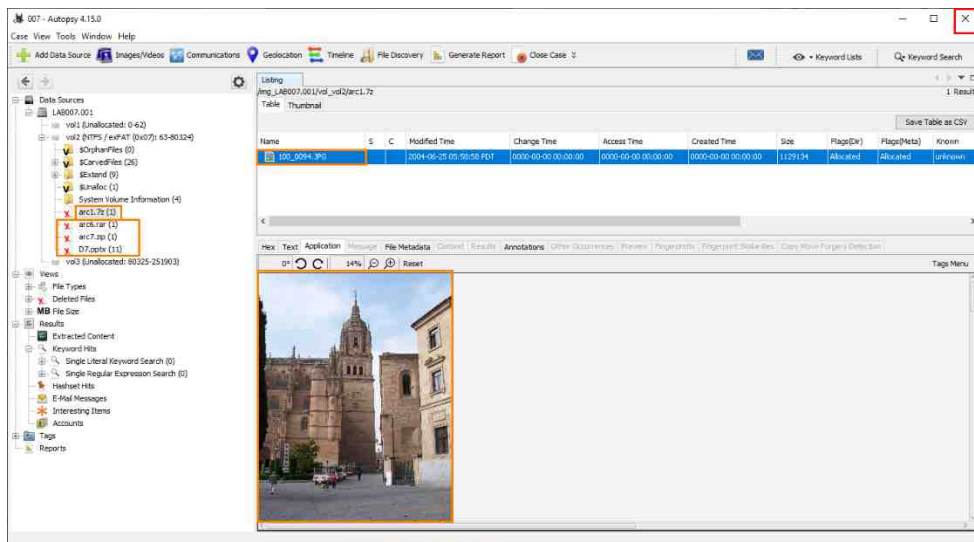 007 - Autopsy 4.15.0
Case View Tools Window Help
Add Data Source Images/Videos Communications Geolocation Timeline File Discovery Generate Report Close Case Keyword Lists Keyword Search
Listing
/img_LAB007.001/vol_vol2/arc1.7z
1 Result
Table Thumbnail
Save Table as CSV
Name S C Modified Time Change Time Access Time Created Time Size Flags(Dir) Flags(Meta) Known
100_0094.JPG 2004-06-25 05:58:58 PDT 0000-00-00 00:00:00 0000-00-00 00:00:00 0000-00-00 00:00:00 1129134 Allocated Allocated unknown
Data Sources
LAB007.001
vol1 (Unallocated: 0-62)
vol2 (NTFS / exFAT (0x07): 63-80324)
$OrphanFiles (0)
$CarvedFiles (26)
$Extend (9)
$Unalloc (1)
System Volume Information (4)
arc1.7z (1)
arc6.rar (1)
arc7.zip (1)
D7.pptx (11)
vol3 (Unallocated: 80325-251903)
Views
File Types
Deleted Files
MB File Size
Results
Extracted Content
Keyword Hits
Single Literal Keyword Search (0)
Single Regular Expression Search (0)
Hashset Hits
E-Mail Messages
Interesting Items
Accounts
Tags
Reports
Hex Text Application Message File Metadata Context Results Annotations Other Occurrences Preview Fingerprints Fingerprint Similarities Copy Move Forgery Detection
0° 14% Reset Tags Menu